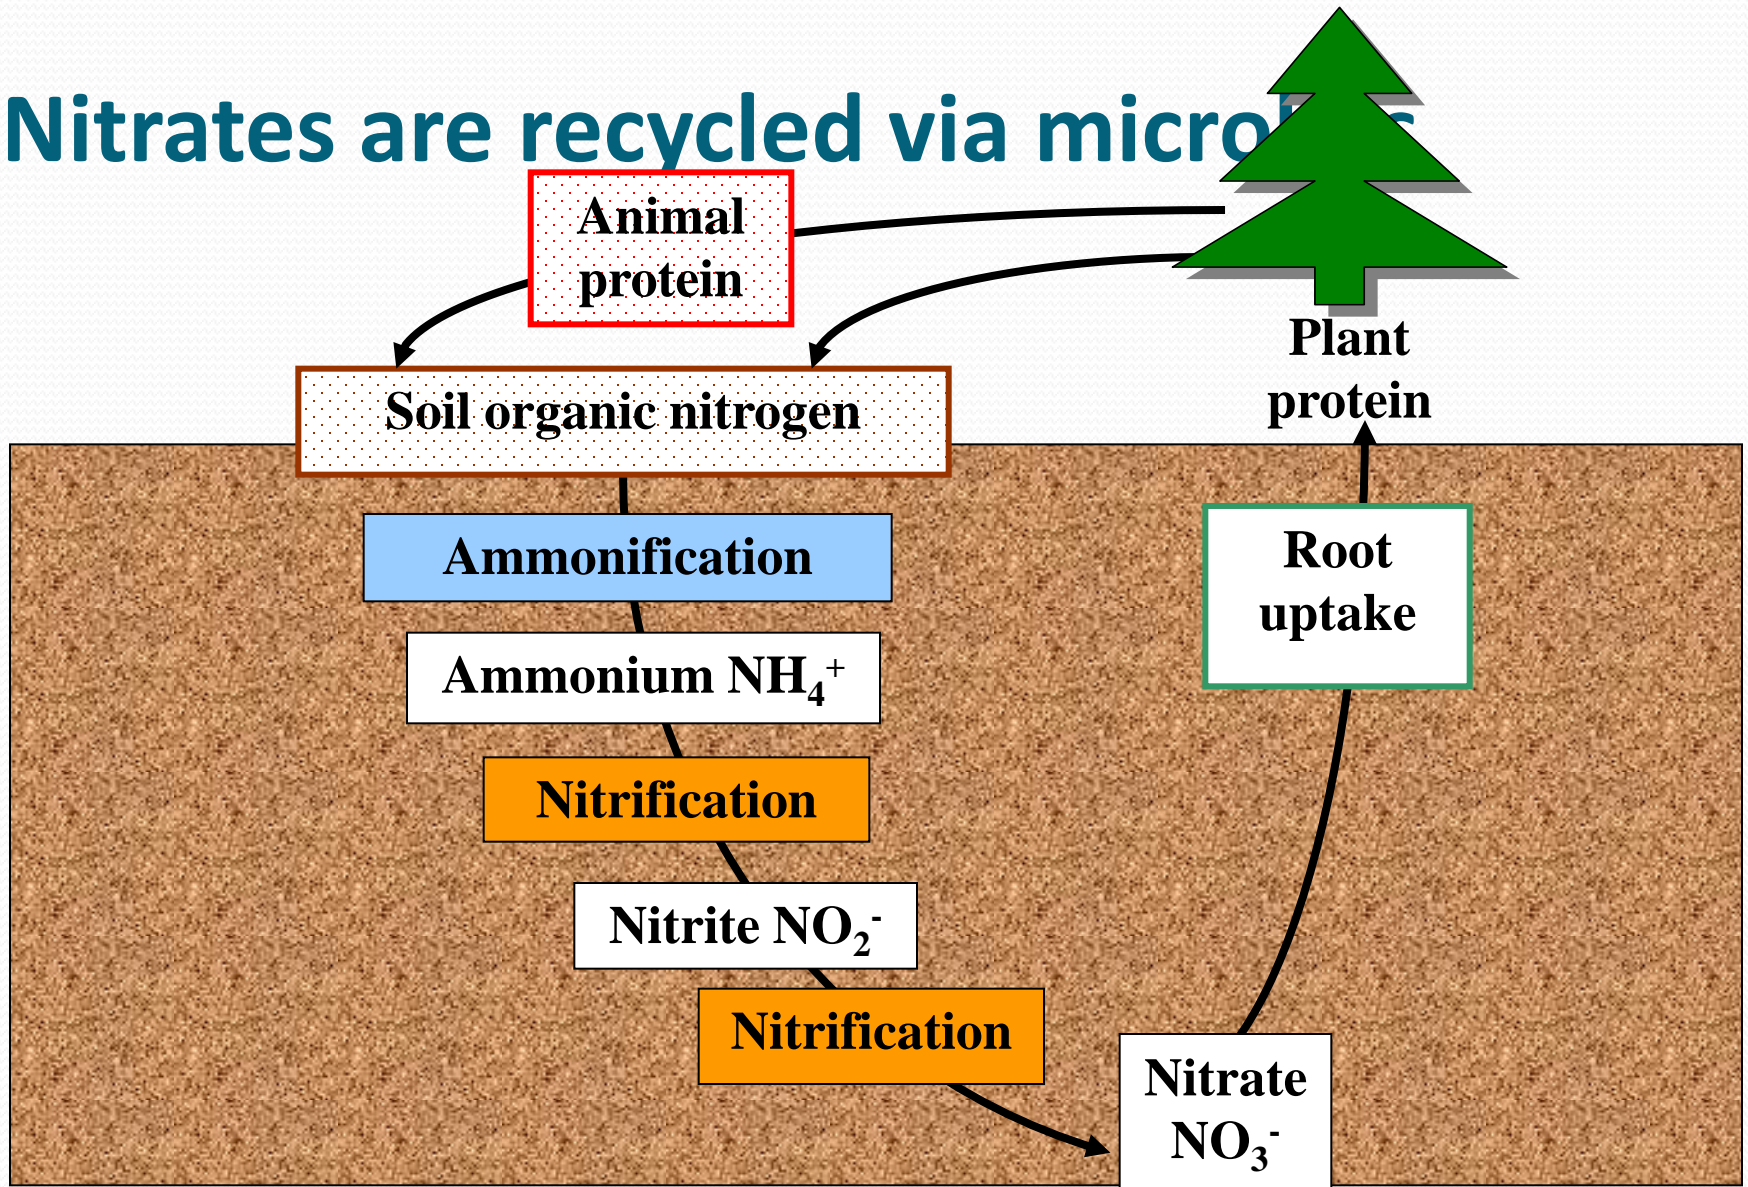 Nitrates are recycled via
Animal
protein
Plant
protein
Soil organic nitrogen
Ammonification
Root
uptake
Ammonium NH₄⁺
Nitrification
Nitrite NO₂⁻
Nitrification
Nitrate
NO₃⁻